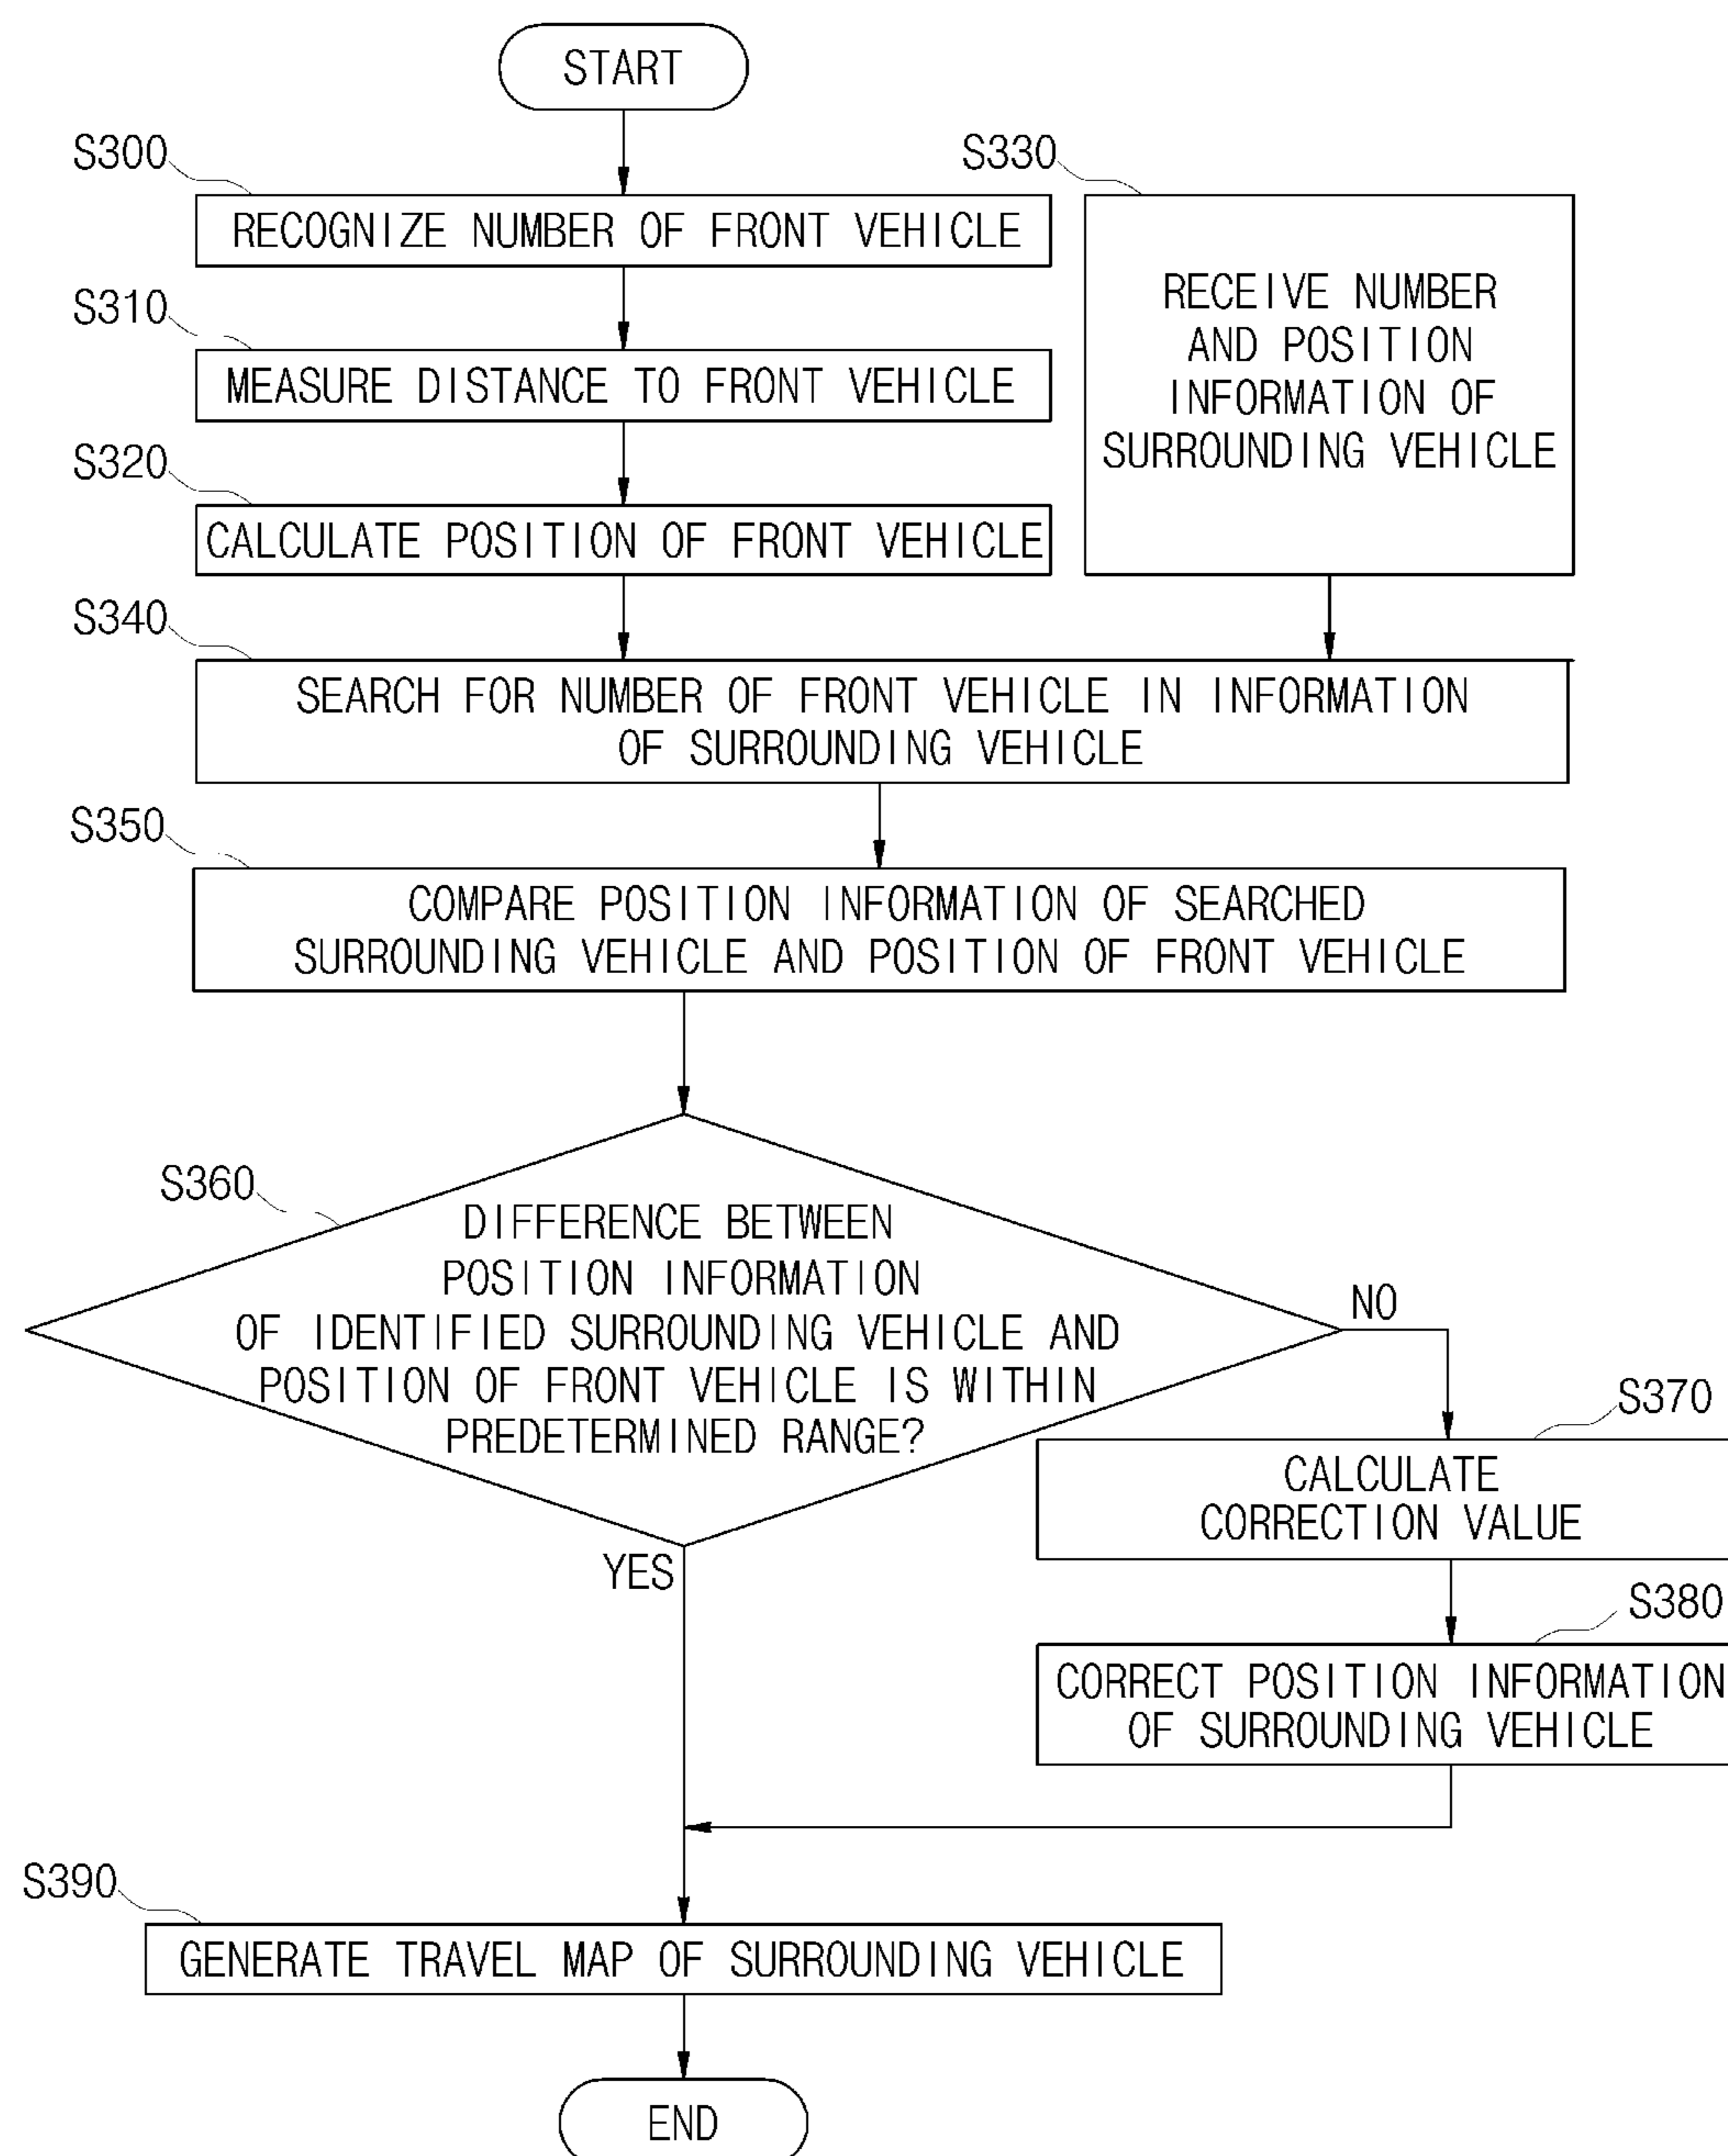 START
S300
RECOGNIZE NUMBER OF FRONT VEHICLE
S310
MEASURE DISTANCE TO FRONT VEHICLE
S320
CALCULATE POSITION OF FRONT VEHICLE
S330
RECEIVE NUMBER
AND POSITION
INFORMATION OF
SURROUNDING VEHICLE
S340
SEARCH FOR NUMBER OF FRONT VEHICLE IN INFORMATION
OF SURROUNDING VEHICLE
S350
COMPARE POSITION INFORMATION OF SEARCHED
SURROUNDING VEHICLE AND POSITION OF FRONT VEHICLE
S360
DIFFERENCE BETWEEN
POSITION INFORMATION
OF IDENTIFIED SURROUNDING VEHICLE AND
POSITION OF FRONT VEHICLE IS WITHIN
PREDETERMINED RANGE?
NO
S370
CALCULATE
CORRECTION VALUE
YES
S380
CORRECT POSITION INFORMATION
OF SURROUNDING VEHICLE
S390
GENERATE TRAVEL MAP OF SURROUNDING VEHICLE
END